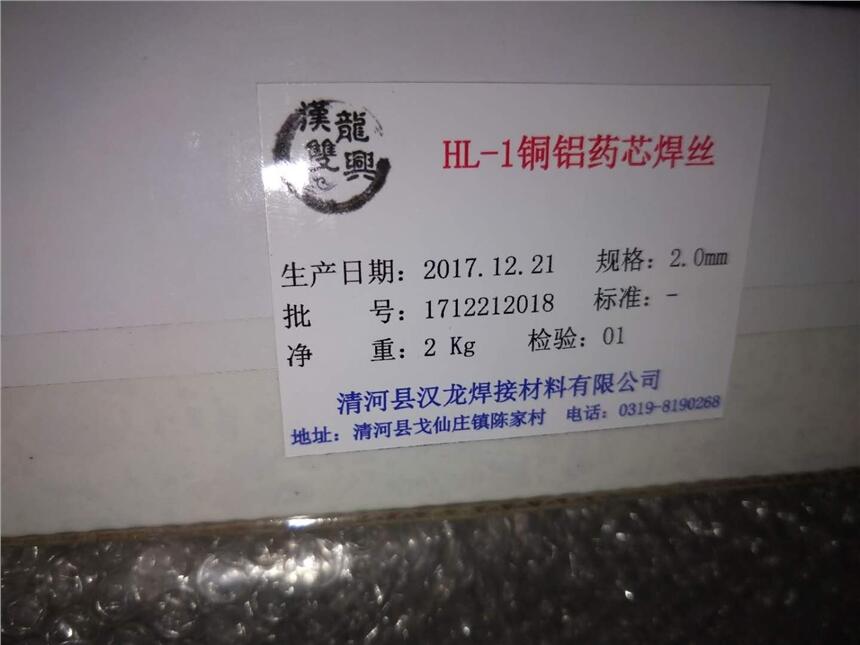 漢龍
雙興
HL-1铜铝药芯焊丝
生产日期：2017.12.21 规格：2.0mm
批 号：1712212018 标准：-
净 重：2 Kg 检验：01
清河县汉龙焊接材料有限公司
地址：清河县戈仙庄镇陈家村 电话：0319-8190268